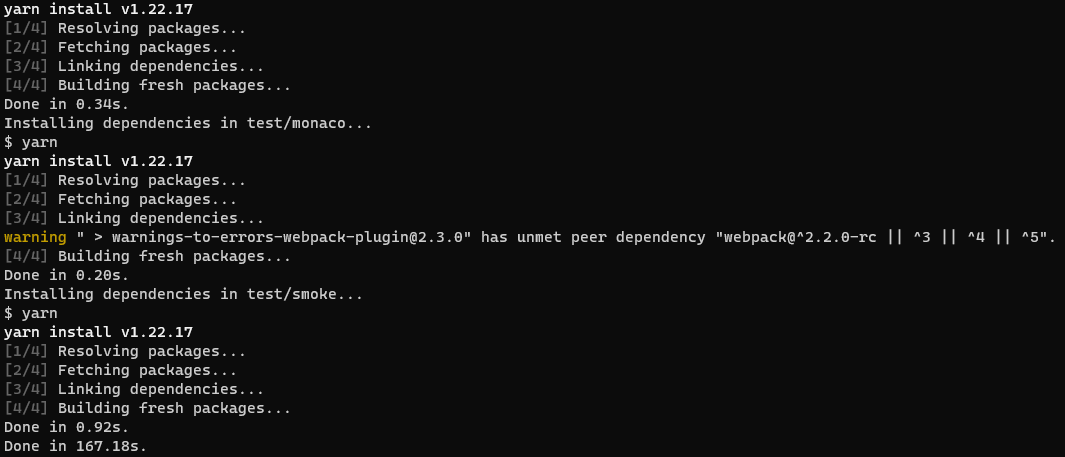 yarn install v1.22.17
[1/4] Resolving packages...
[2/4] Fetching packages...
[3/4] Linking dependencies...
[4/4] Building fresh packages...
Done in 0.34s.
Installing dependencies in test/monaco...
$ yarn
yarn install v1.22.17
[1/4] Resolving packages...
[2/4] Fetching packages...
[3/4] Linking dependencies...
warning " > warnings-to-errors-webpack-plugin@2.3.0" has unmet peer dependency "webpack@^2.2.0-rc || ^3 || ^4 || ^5".
[4/4] Building fresh packages...
Done in 0.20s.
Installing dependencies in test/smoke...
$ yarn
yarn install v1.22.17
[1/4] Resolving packages...
[2/4] Fetching packages...
[3/4] Linking dependencies...
[4/4] Building fresh packages...
Done in 0.92s.
Done in 167.18s.